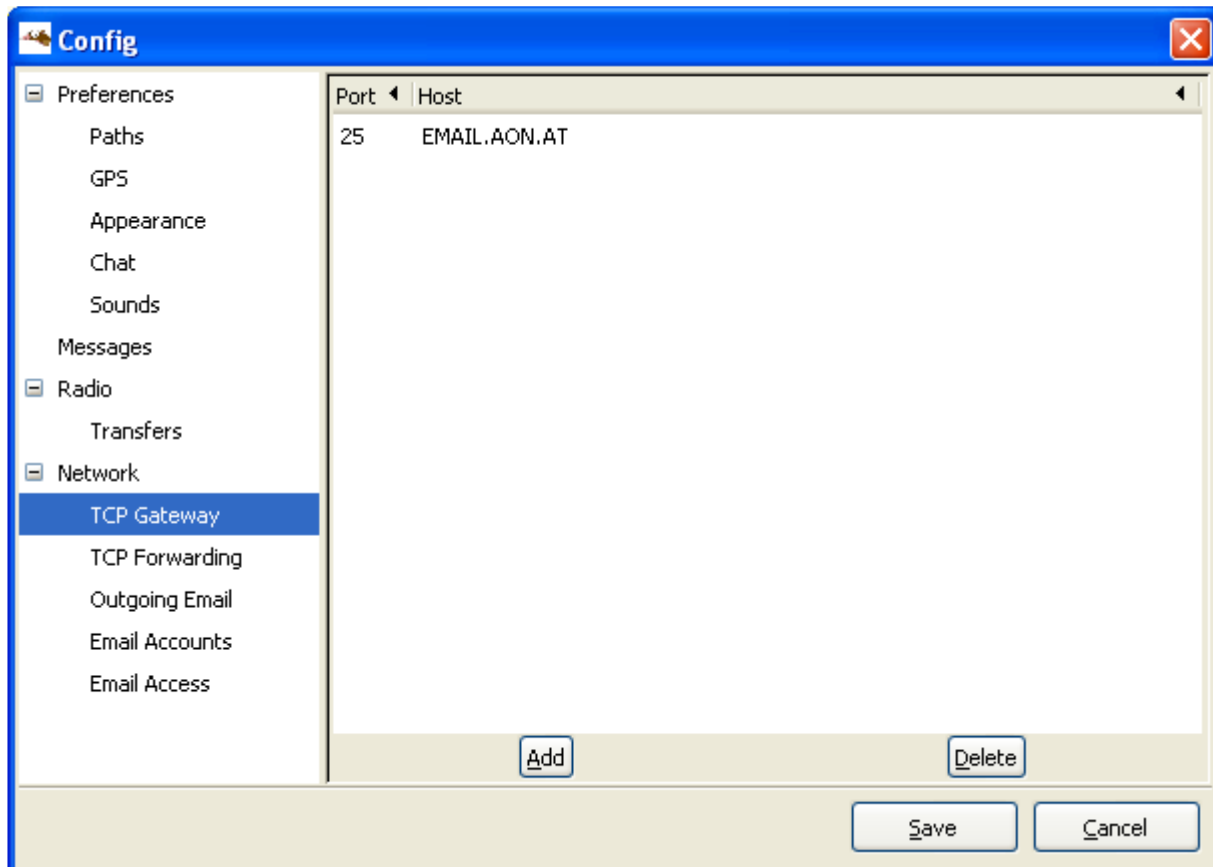 Config
Preferences
Paths
GPS
Appearance
Chat
Sounds
Messages
Radio
Transfers
Network
TCP Gateway
TCP Forwarding
Outgoing Email
Email Accounts
Email Access
Port Host
25 EMAIL.AON.AT
Add Delete
Save Cancel